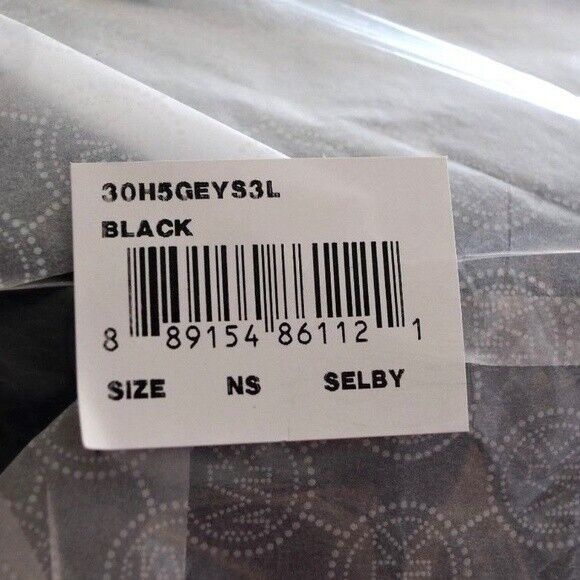 30H5GEYS3L
BLACK
8 89154 86112 1
SIZE NS SELBY